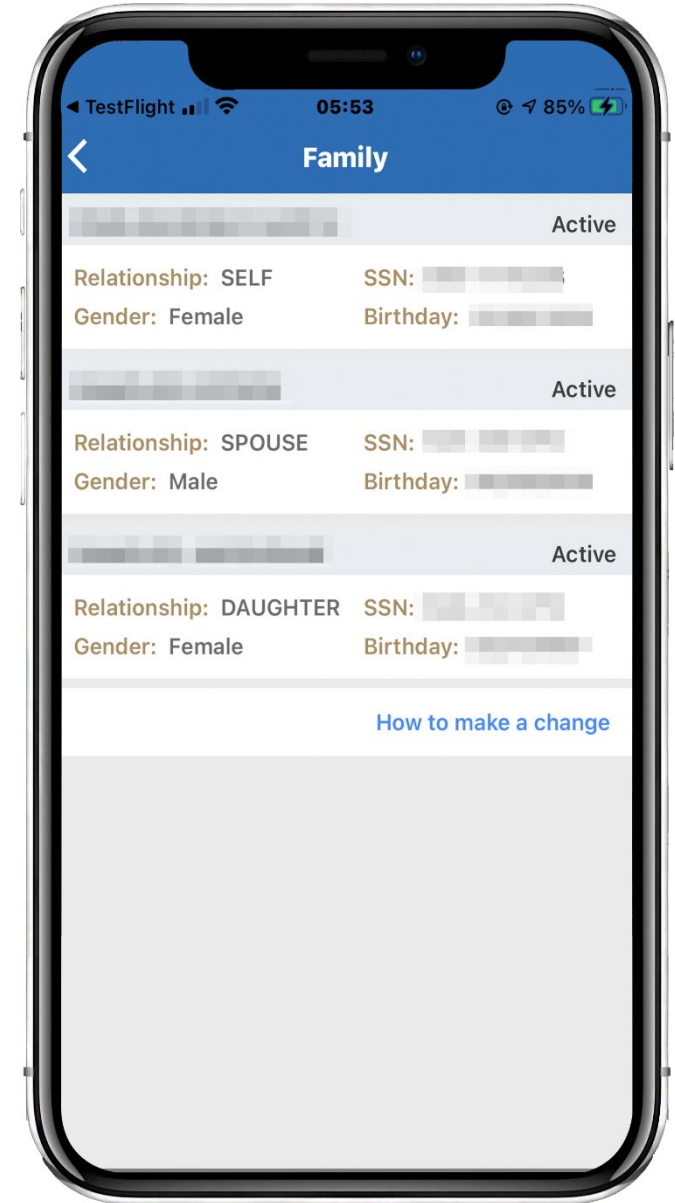 TestFlight 05:53 85%
Family
Active
Relationship: SELF SSN:
Gender: Female Birthday:
Active
Relationship: SPOUSE SSN:
Gender: Male Birthday:
Active
Relationship: DAUGHTER SSN:
Gender: Female Birthday:
How to make a change